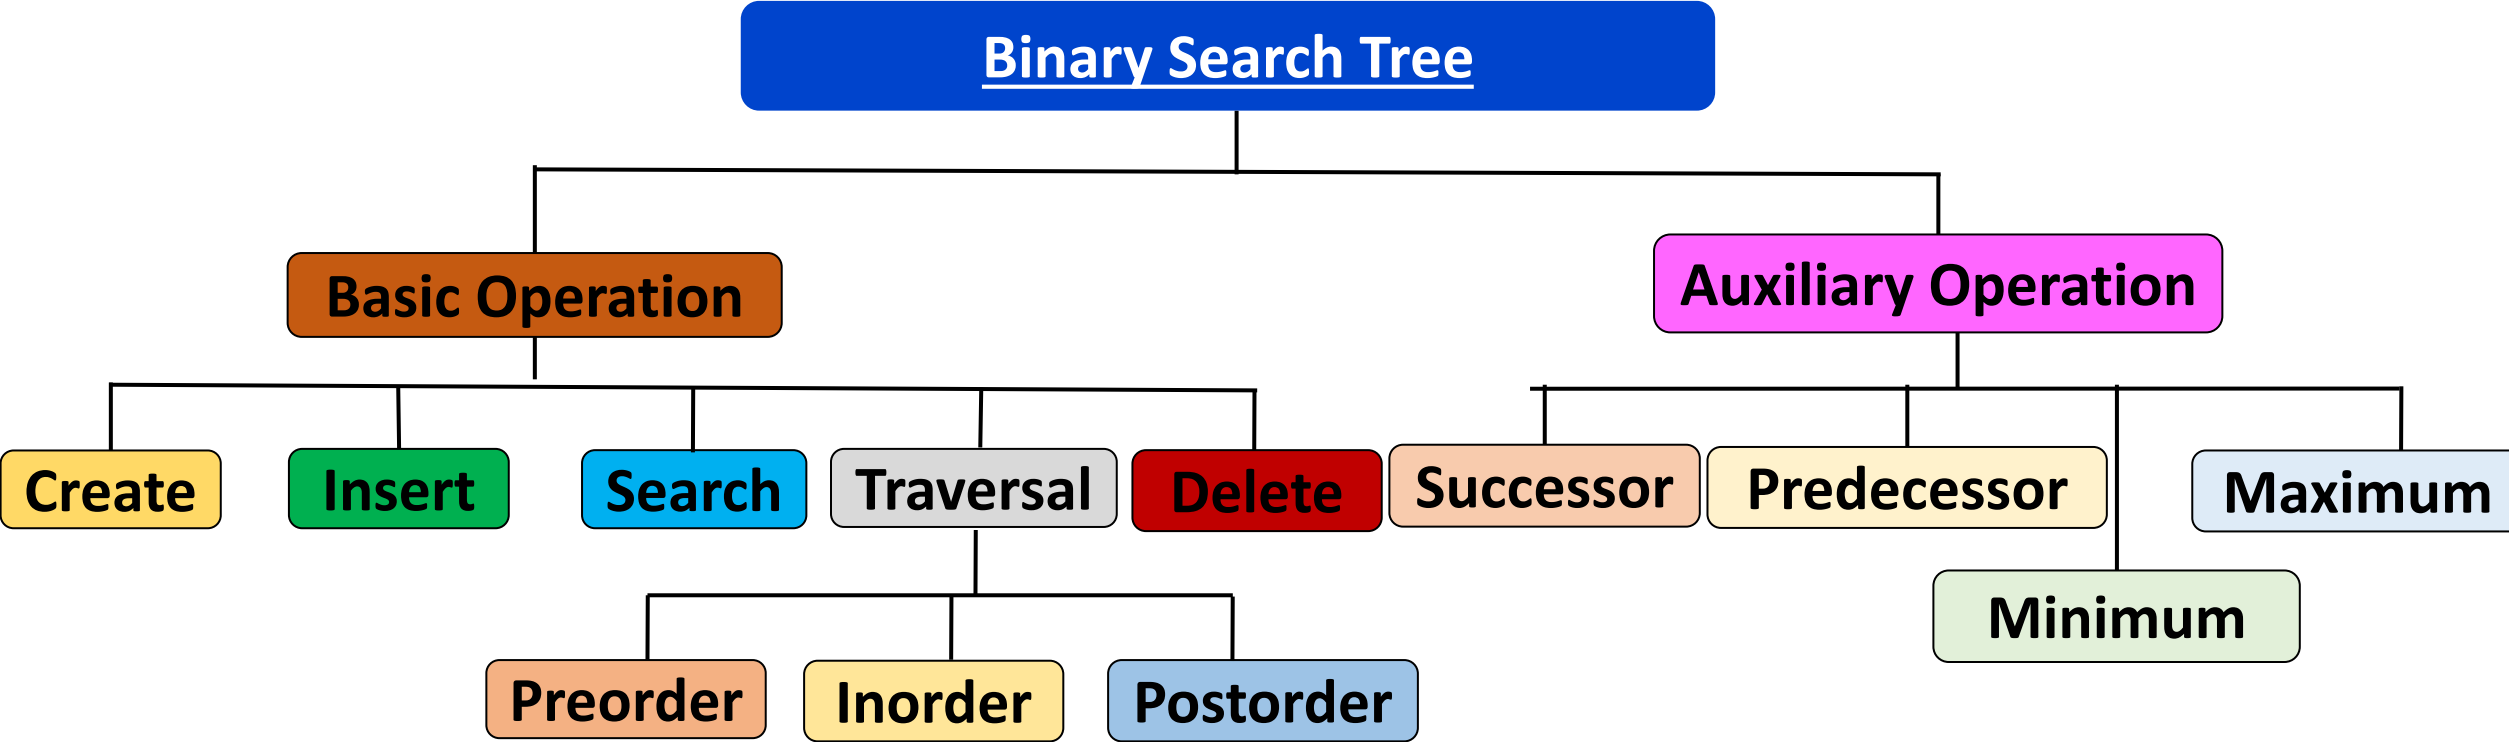 Binary Search Tree
Basic Operation
Auxiliary Operation
Create
Insert
Search
Traversal
Delete
Successor
Predecessor
Maximum
Minimum
Preorder
Inorder
Postorder